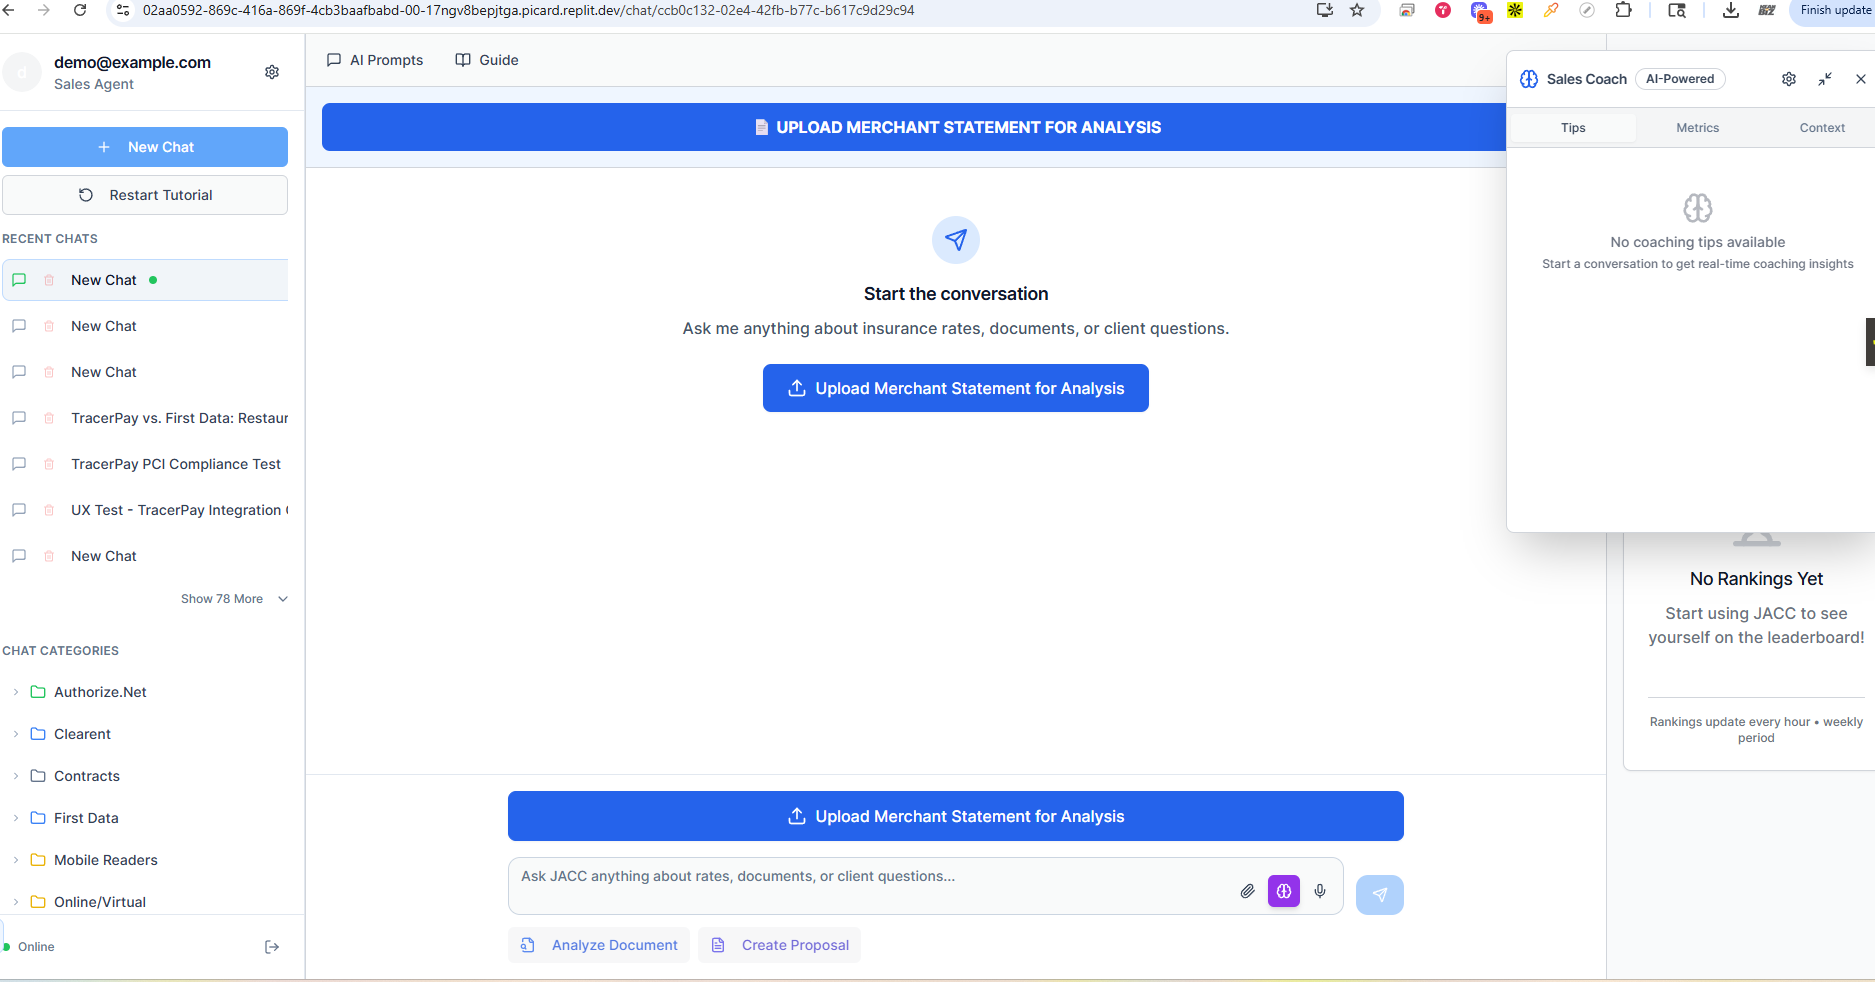 02aa0592-869c-416a-869f-4cb3baafbabd-00-17ngv8bepjtga.picard.replit.dev/chat/ccb0c132-02e4-42fb-b77c-b617c9d29c94
9+
BIZ
Finish update
d
demo@example.com
Sales Agent
New Chat
Restart Tutorial
RECENT CHATS
New Chat
New Chat
New Chat
TracerPay vs. First Data: Restaur
TracerPay PCI Compliance Test
UX Test - TracerPay Integration
New Chat
Show 78 More
CHAT CATEGORIES
Authorize.Net
Clearent
Contracts
First Data
Mobile Readers
Online/Virtual
Online
AI Prompts
Guide
UPLOAD MERCHANT STATEMENT FOR ANALYSIS
Start the conversation
Ask me anything about insurance rates, documents, or client questions.
Upload Merchant Statement for Analysis
Upload Merchant Statement for Analysis
Ask JACC anything about rates, documents, or client questions...
Analyze Document
Create Proposal
Sales Coach
AI-Powered
Tips
Metrics
Context
No coaching tips available
Start a conversation to get real-time coaching insights
No Rankings Yet
Start using JACC to see
yourself on the leaderboard!
Rankings update every hour • weekly
period